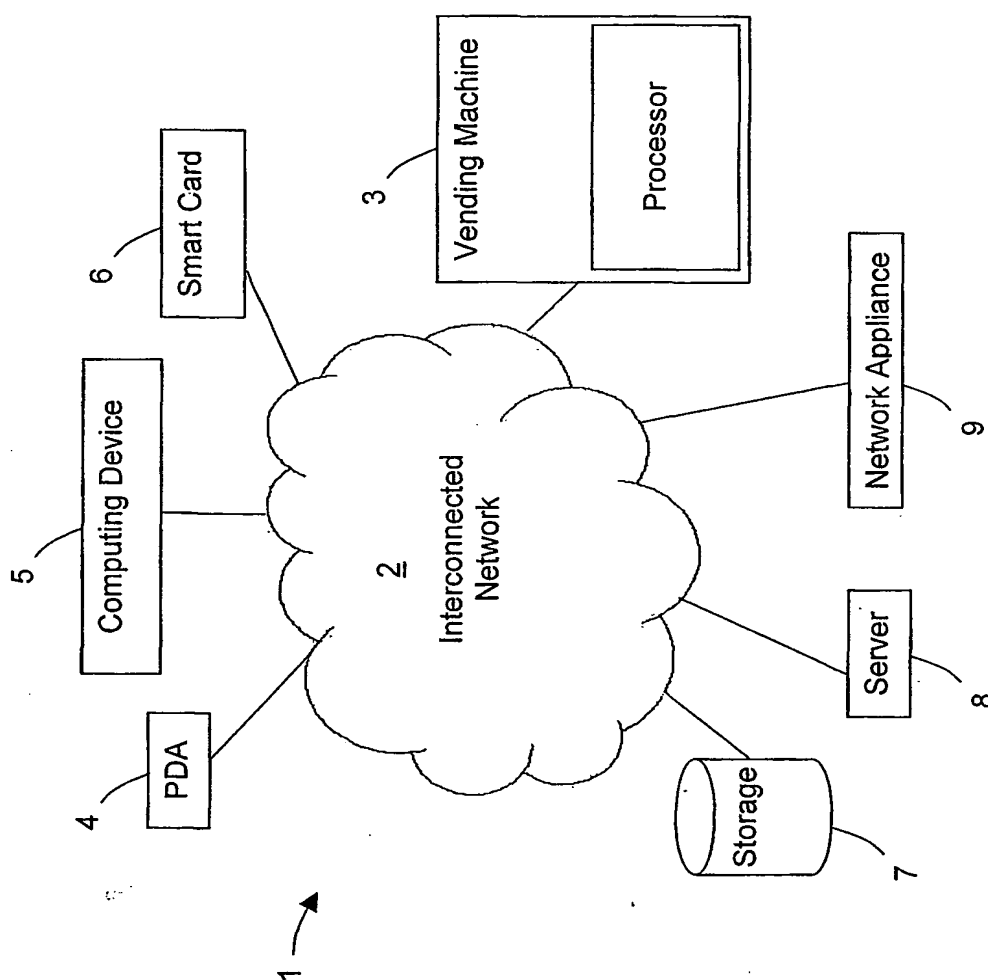 1
4
PDA
5
Computing Device
6
Smart Card
2
Interconnected
Network
3
Vending Machine
Processor
Storage
7
Server
8
Network Appliance
9